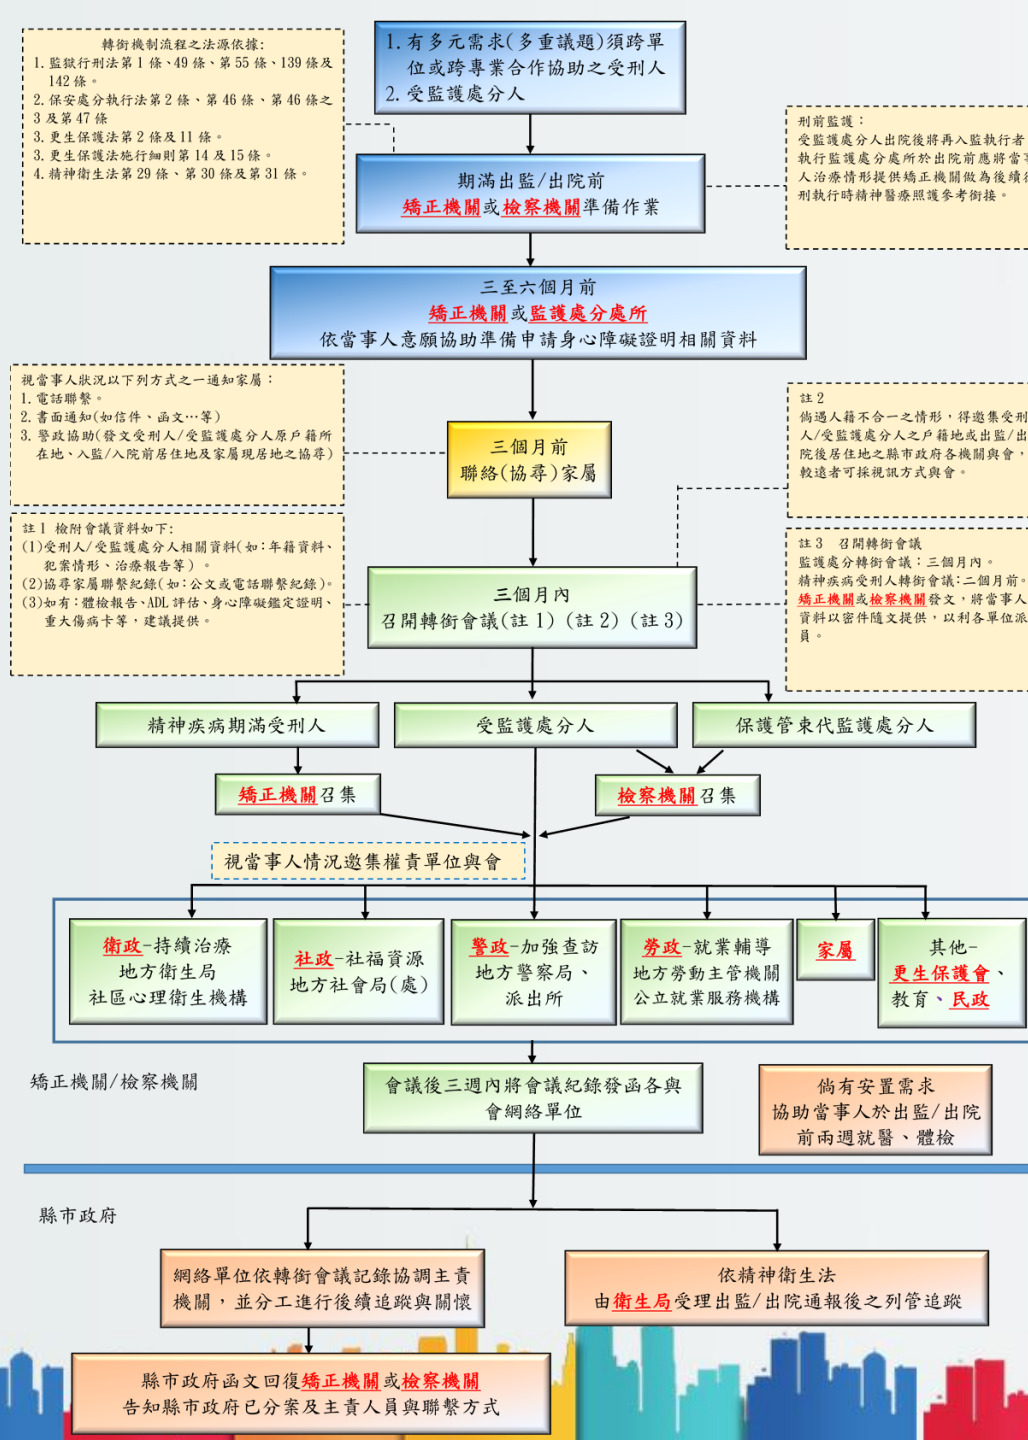 轉銜機制流程之法源依據:
1. 監獄行刑法第 1 條、49 條、第 55 條、139 條及
142 條。
2. 保安處分執行法第 2 條、第 46 條、第 46 條之
3 及第 47 條
3. 更生保護法第 2 條及 11 條。
3. 更生保護法施行細則第 14 及 15 條。
4. 精神衛生法第 29 條、第 30 條及第 31 條。
1. 有多元需求(多重議題)須跨單
位或跨專業合作協助之受刑人
2. 受監護處分人
刑前監護：
受監護處分人出院後將再入監執行者
執行監護處分處所於出院前應將當
人治療情形提供矯正機關做為後續
刑執行時精神醫療照護參考銜接。
期滿出監/出院前
矯正機關或檢察機關準備作業
三至六個月前
矯正機關或監護處分處所
依當事人意願協助準備申請身心障礙證明相關資料
視當事人狀況以下列方式之一通知家屬：
1. 電話聯繫。
2. 書面通知(如信件、函文…等)
3. 警政協助(發文受刑人/受監護處分人原戶籍所
在地、入監/入院前居住地及家屬現居地之協尋)
三個月前
聯絡(協尋)家屬
註 2
倘遇人籍不合一之情形，得邀集受刑
人/受監護處分人之戶籍地或出監/出
院後居住地之縣市政府各機關與會，
較遠者可採視訊方式與會。
註 1 檢附會議資料如下:
(1)受刑人/受監護處分人相關資料(如：年籍資料、
犯案情形、治療報告等) 。
(2)協尋家屬聯繫紀錄(如：公文或電話聯繫紀錄)。
(3)如有：體檢報告、ADL 評估、身心障礙鑑定證明、
重大傷病卡等，建議提供。
三個月內
召開轉銜會議(註 1) (註 2) (註 3)
註 3 召開轉銜會議
監護處分轉銜會議：三個月內。
精神疾病受刑人轉銜會議：二個月前。
矯正機關或檢察機關發文，將當事人
資料以密件隨文提供，以利各單位派
員。
精神疾病期滿受刑人
受監護處分人
保護管束代監護處分人
矯正機關召集
檢察機關召集
視當事人情況邀集權責單位與會
衛政-持續治療
地方衛生局
社區心理衛生機構
社政-社福資源
地方社會局(處)
警政-加強查訪
地方警察局、
派出所
勞政-就業輔導
地方勞動主管機關
公立就業服務機構
家屬
其他-
更生保護會、
教育、民政
矯正機關/檢察機關
會議後三週內將會議紀錄發函各與
會網絡單位
倘有安置需求
協助當事人於出監/出院
前兩週就醫、體檢
縣市政府
網絡單位依轉銜會議記錄協調主責
機關，並分工進行後續追蹤與關懷
依精神衛生法
由衛生局受理出監/出院通報後之列管追蹤
縣市政府函文回復矯正機關或檢察機關
告知縣市政府已分案及主責人員與聯繫方式